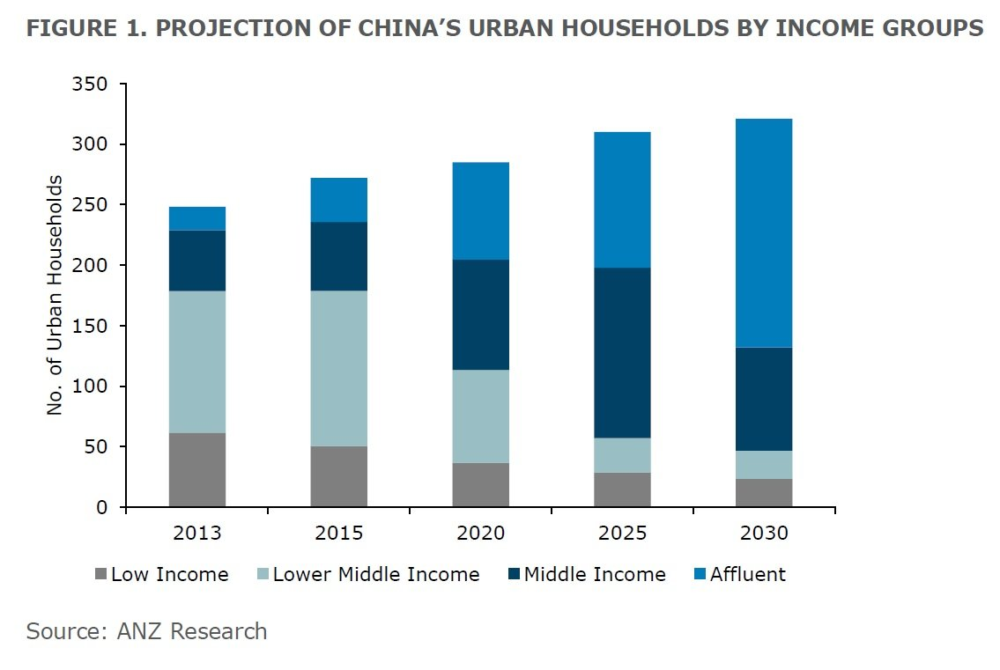 FIGURE 1. PROJECTION OF CHINA’S URBAN HOUSEHOLDS BY INCOME GROUPS
350
300
250
200
150
100
50
0
No. of Urban Households
2013 2015 2020 2025 2030
Low Income Lower Middle Income Middle Income Affluent
Source: ANZ Research